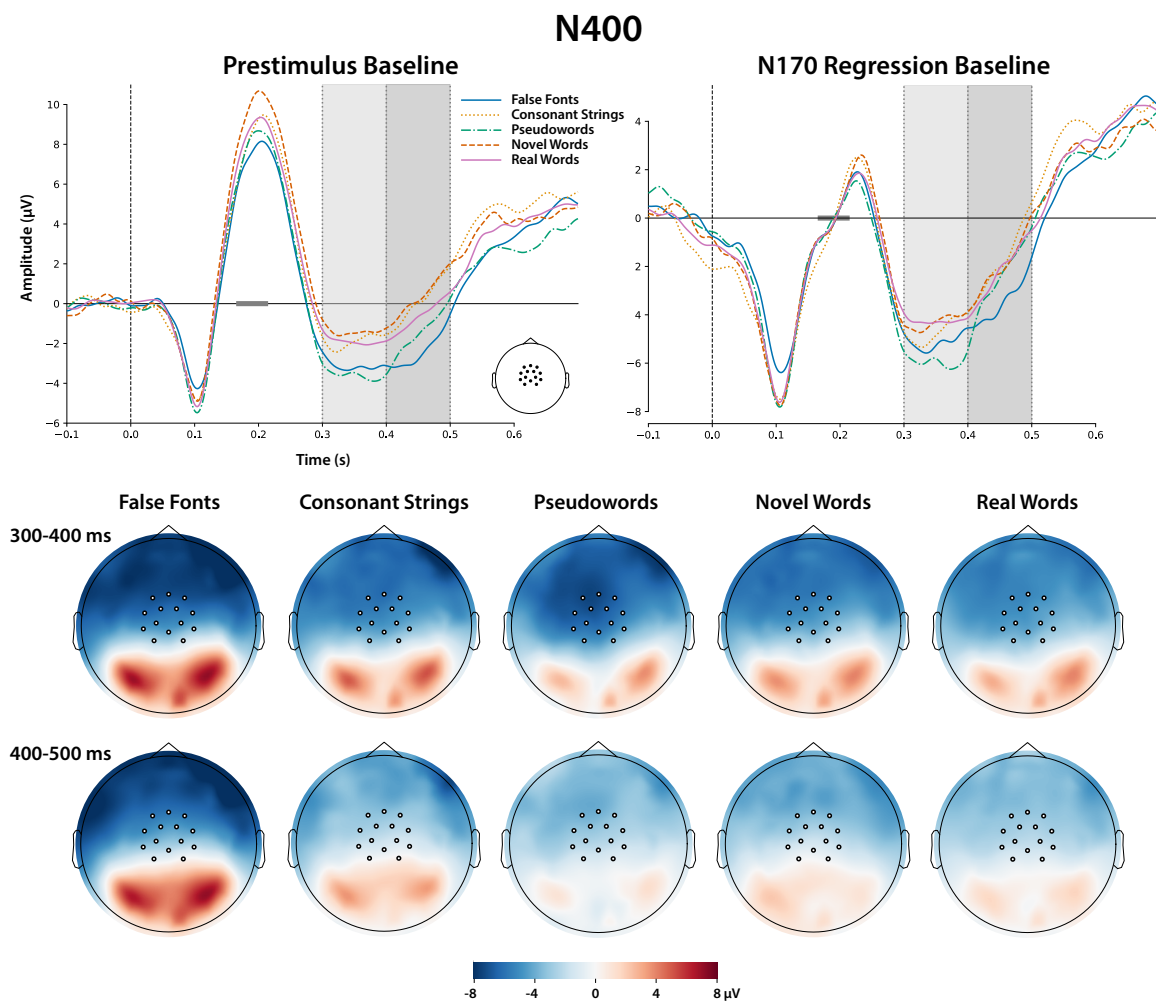 N400
Prestimulus Baseline
N170 Regression Baseline
Amplitude (μV)
10
8
6
4
2
0
−2
−4
−6
−0.1 0.0 0.1 0.2 0.3 0.4 0.5 0.6
Time (s)
False Fonts
Consonant Strings
Pseudowords
Novel Words
Real Words
4
2
0
2
4
6
−8
−0.1 0.0 0.1 0.2 0.3 0.4 0.5 0.6
False Fonts Consonant Strings Pseudowords Novel Words Real Words
300-400 ms
400-500 ms
-8 -4 0 4 8 μV